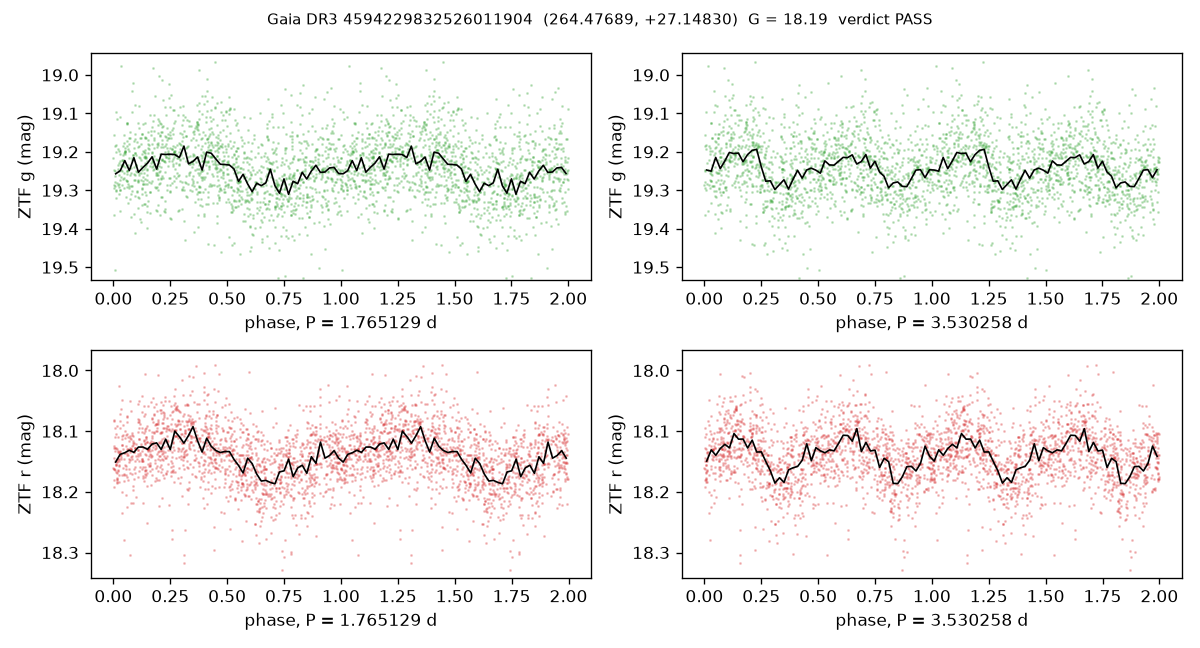 Gaia DR3 4594229832526011904 (264.47689, +27.14830) G = 18.19 verdict PASS
ZTF g (mag)
19.0
19.1
19.2
19.3
19.4
19.5
0.00 0.25 0.50 0.75 1.00 1.25 1.50 1.75 2.00
phase, P = 1.765129 d
ZTF g (mag)
19.0
19.1
19.2
19.3
19.4
19.5
0.00 0.25 0.50 0.75 1.00 1.25 1.50 1.75 2.00
phase, P = 3.530258 d
ZTF r (mag)
18.0
18.1
18.2
18.3
0.00 0.25 0.50 0.75 1.00 1.25 1.50 1.75 2.00
phase, P = 1.765129 d
ZTF r (mag)
18.0
18.1
18.2
18.3
0.00 0.25 0.50 0.75 1.00 1.25 1.50 1.75 2.00
phase, P = 3.530258 d